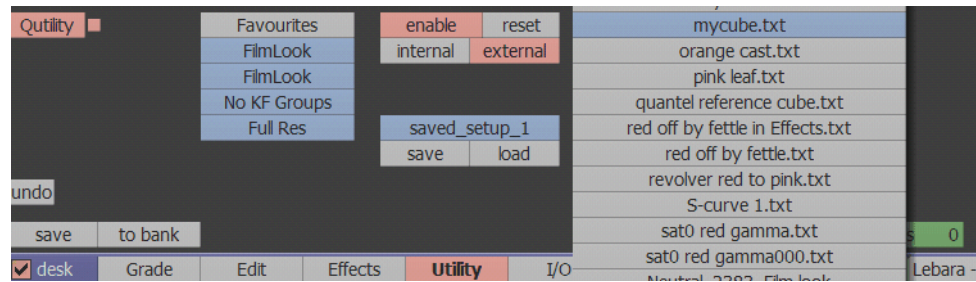 Qutility
Favourites
enable
reset
mycube.txt
FilmLook
internal
external
orange cast.txt
FilmLook
pink leaf.txt
No KF Groups
quantel reference cube.txt
Full Res
saved_setup_1
red off by fettle in Effects.txt
save
load
red off by fettle.txt
undo
revolver red to pink.txt
S-curve 1.txt
save
to bank
sat0 red gamma.txt
s 0
desk
Grade
Edit
Effects
Utility
I/O
sat0 red gamma000.txt
Lebara -
Neutral_2383_Film look